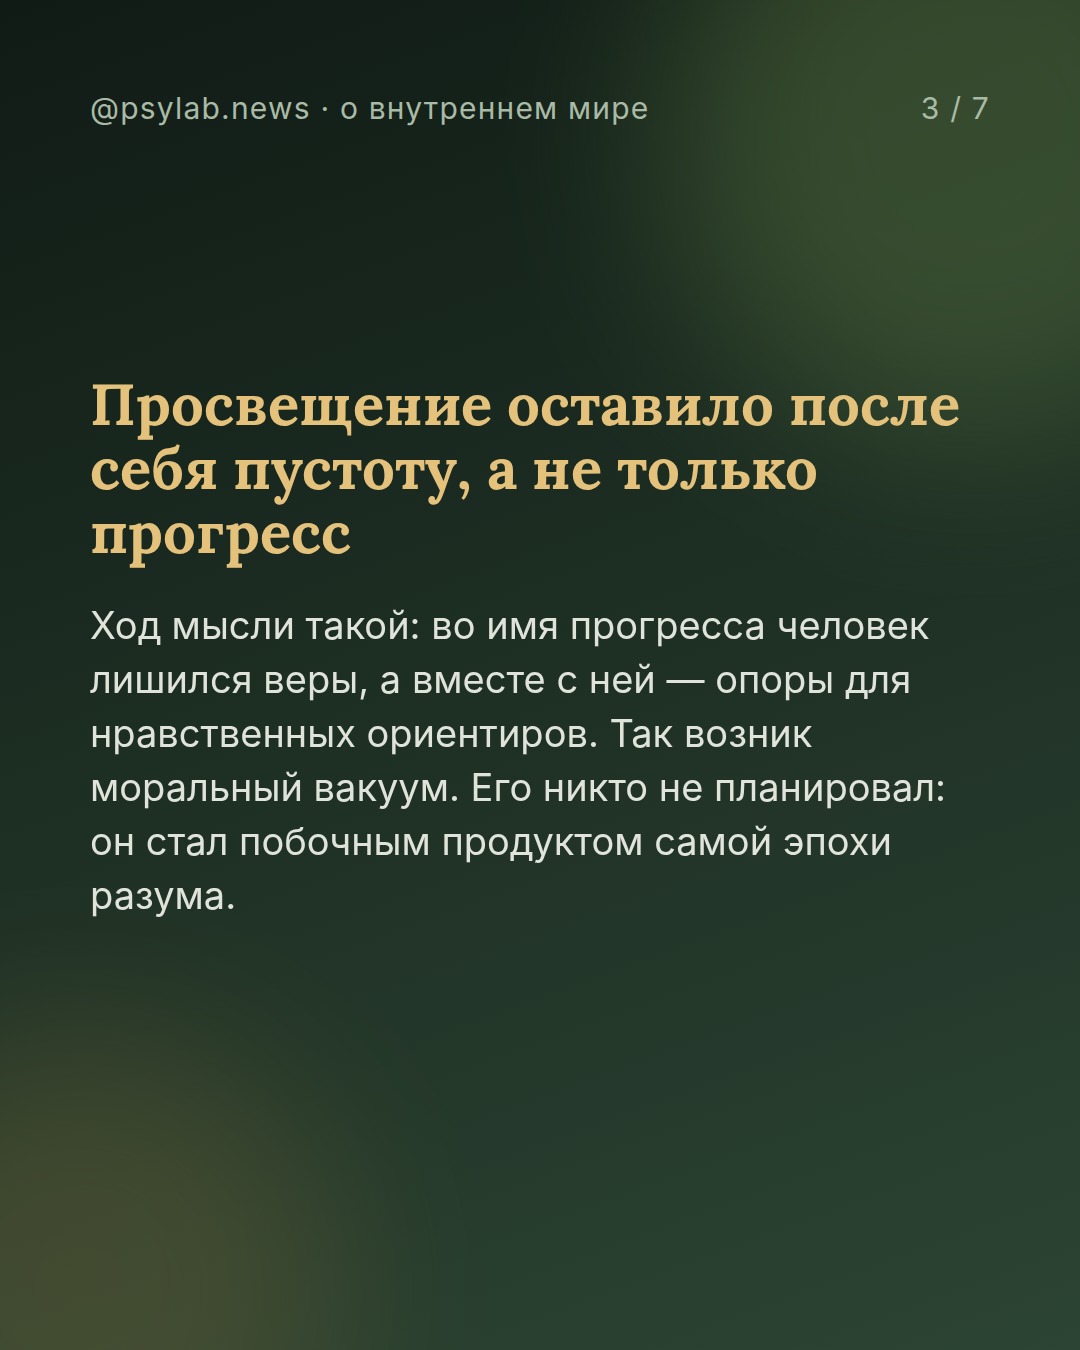 @psylab.news · о внутреннем мире
3 / 7
Просвещение оставило после
себя пустоту, а не только
прогресс
Ход мысли такой: во имя прогресса человек
лишился веры, а вместе с ней — опоры для
нравственных ориентиров. Так возник
моральный вакуум. Его никто не планировал:
он стал побочным продуктом самой эпохи
разума.